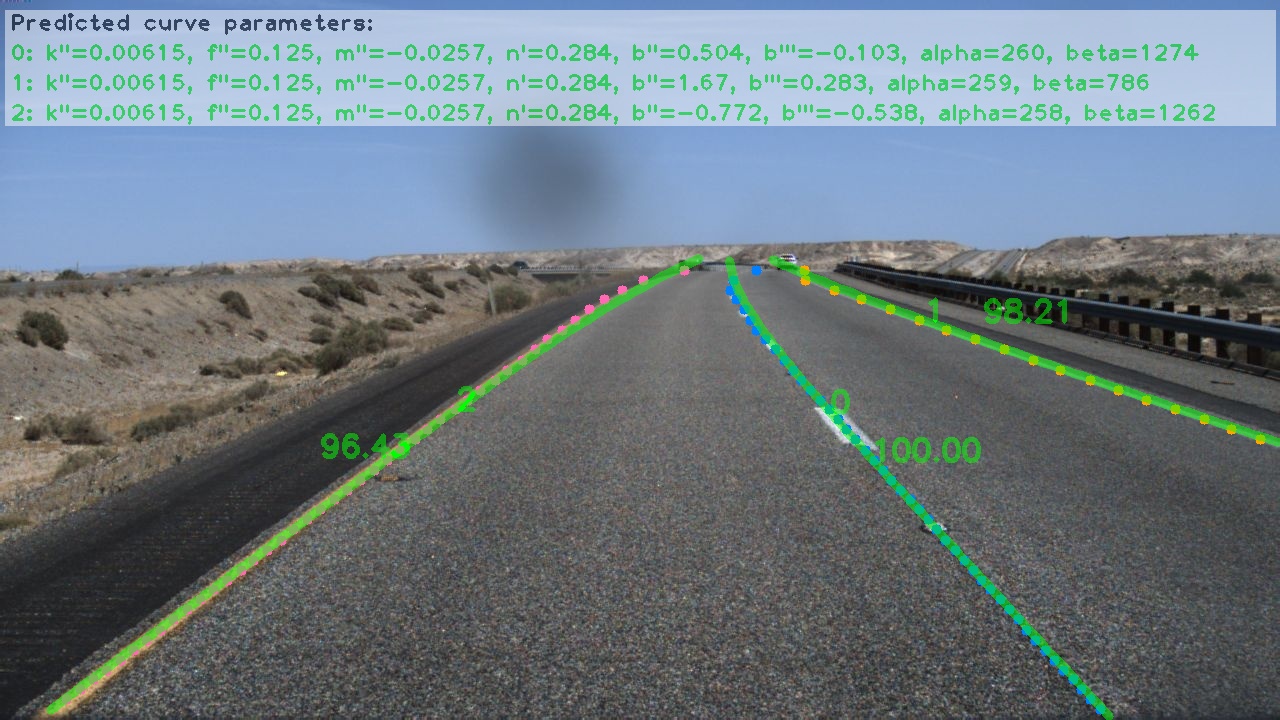 Predicted curve parameters:
0: k''=0.00615, f''=0.125, m''=−0.0257, n'=0.284, b''=0.504, b'''=−0.103, alpha=260, beta=1274
1: k''=0.00615, f''=0.125, m''=−0.0257, n'=0.284, b''=1.67, b'''=0.283, alpha=259, beta=786
2: k''=0.00615, f''=0.125, m''=−0.0257, n'=0.284, b''=−0.772, b'''=−0.538, alpha=258, beta=1262
1 98.21
2
0
96.43
100.00